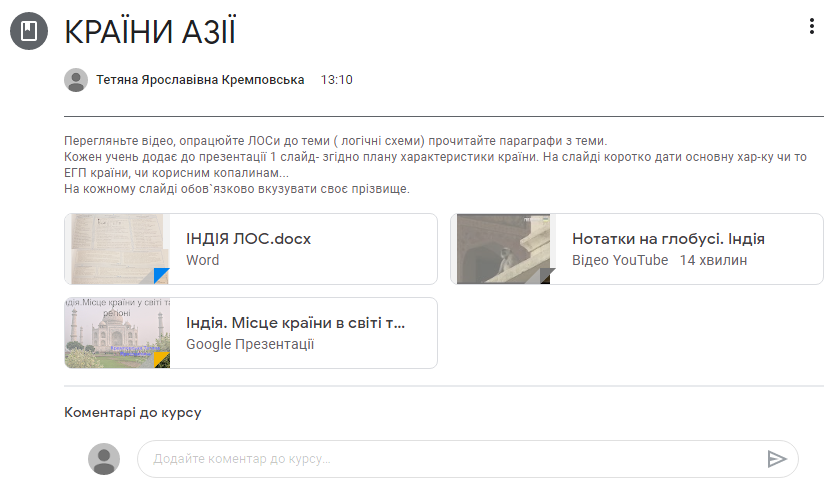 КРАЇНИ АЗІЇ
Тетяна Ярославівна Кремповська 13:10
Перегляньте відео, опрацюйте ЛОСи до теми ( логічні схеми) прочитайте параграфи з теми.
Кожен учень додає до презентації 1 слайд- згідно плану характеристики країни. На слайді коротко дати основну хар-ку чи то
ЕГП країни, чи корисним копалинам...
На кожному слайді обов`язково вкузувати своє прізвище.
ІНДІЯ ЛОС.docx
Word
Нотатки на глобусі. Індія
Відео YouTube 14 хвилин
ндія.Місце країни у світі та
регіоні
Індія. Місце країни в світі т...
Google Презентації
Коментарі до курсу
Додайте коментар до курсу...